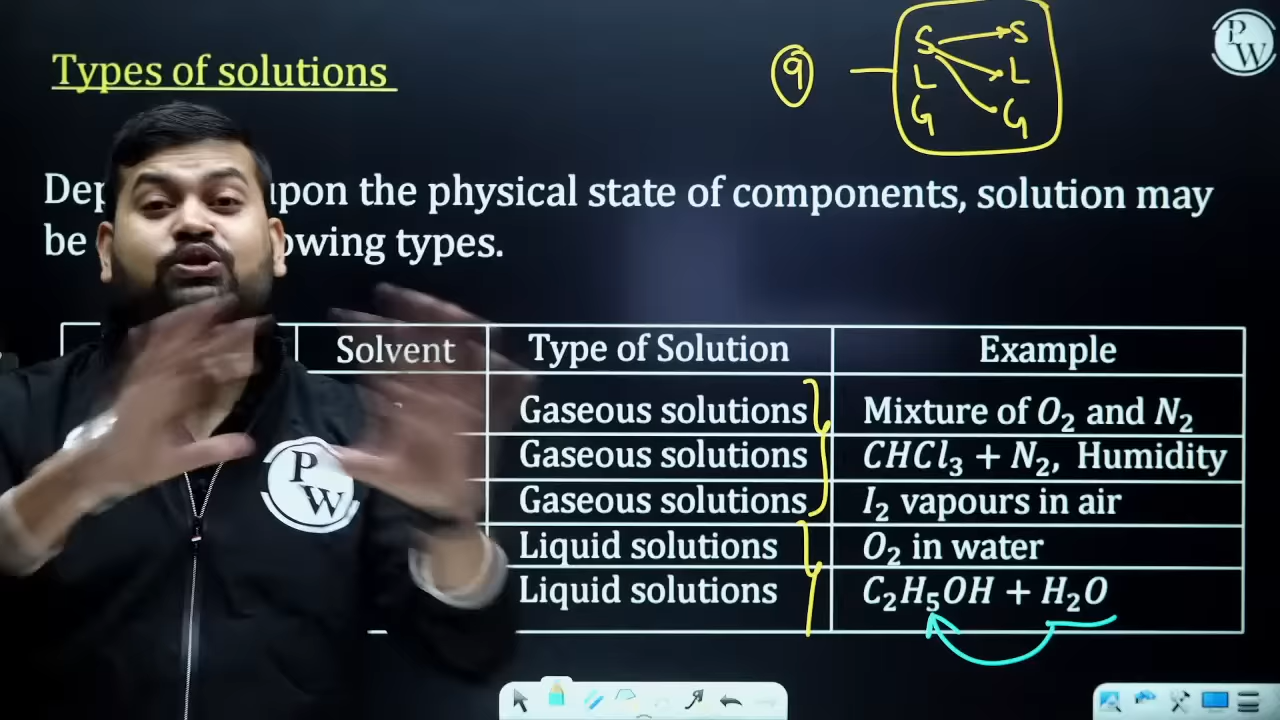 Types of solutions
9
S S
L L
G G
P
W
Dep upon the physical state of components, solution may
be owing types.
Solvent Type of Solution Example
Gaseous solutions Mixture of O₂ and N₂
Gaseous solutions CHCl₃ + N₂, Humidity
Gaseous solutions I₂ vapours in air
Liquid solutions O₂ in water
Liquid solutions C₂H₅OH + H₂O
P
W